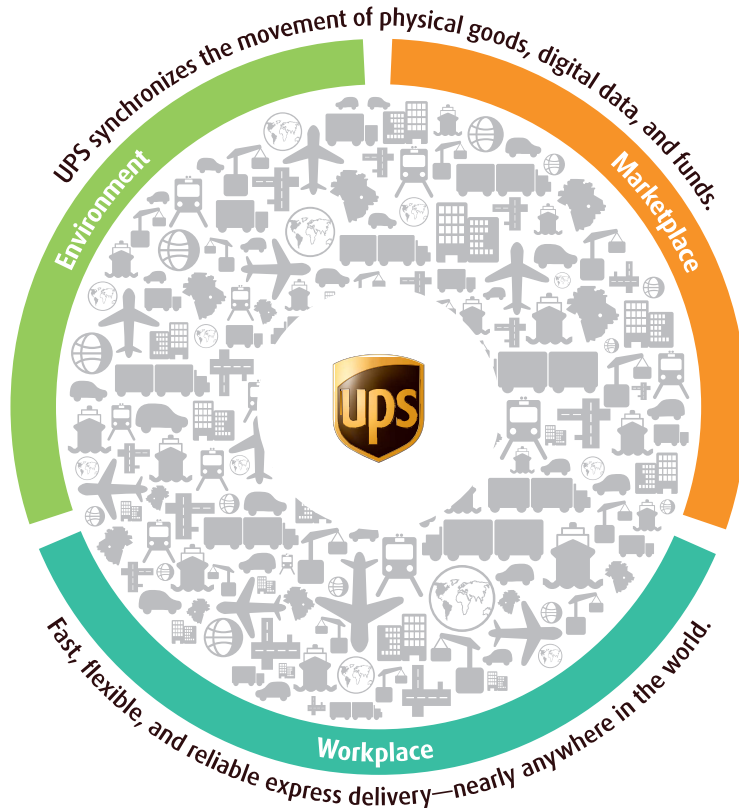 UPS synchronizes the movement of physical goods, digital data, and funds.
Environment
Marketplace
ups
Workplace
Fast, flexible, and reliable express delivery—nearly anywhere in the world.